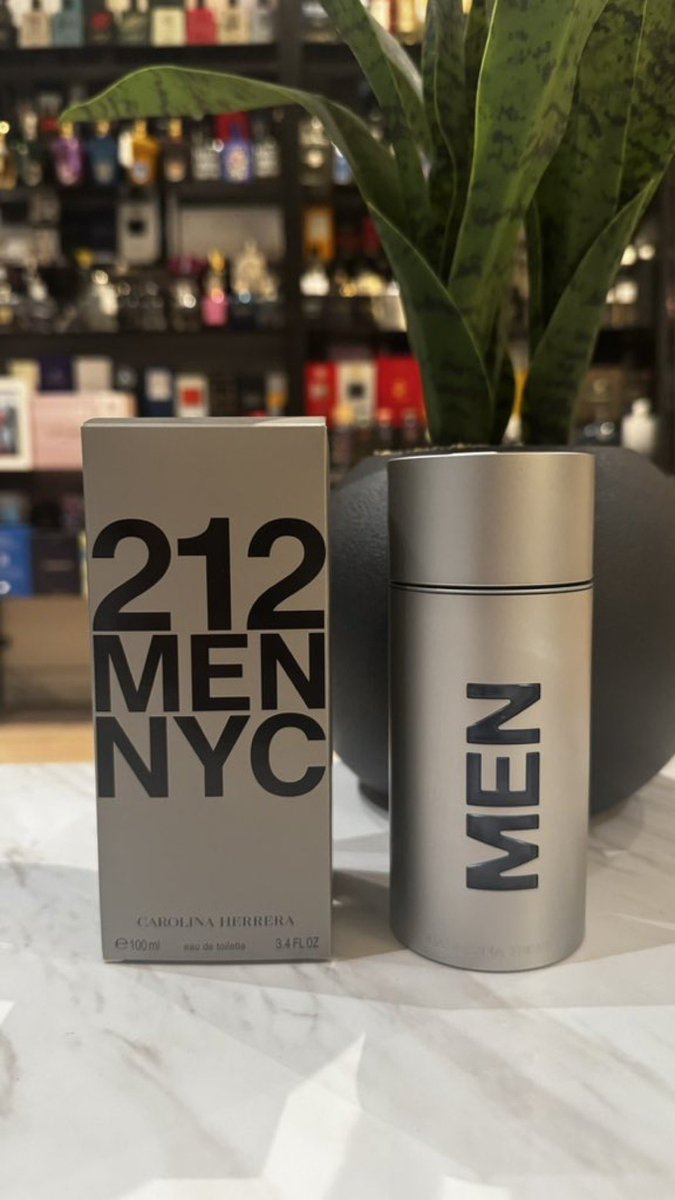 212
MEN
NYC
CAROLINA HERRERA
℮100ml eau de toilette 3.4 FL OZ
MEN